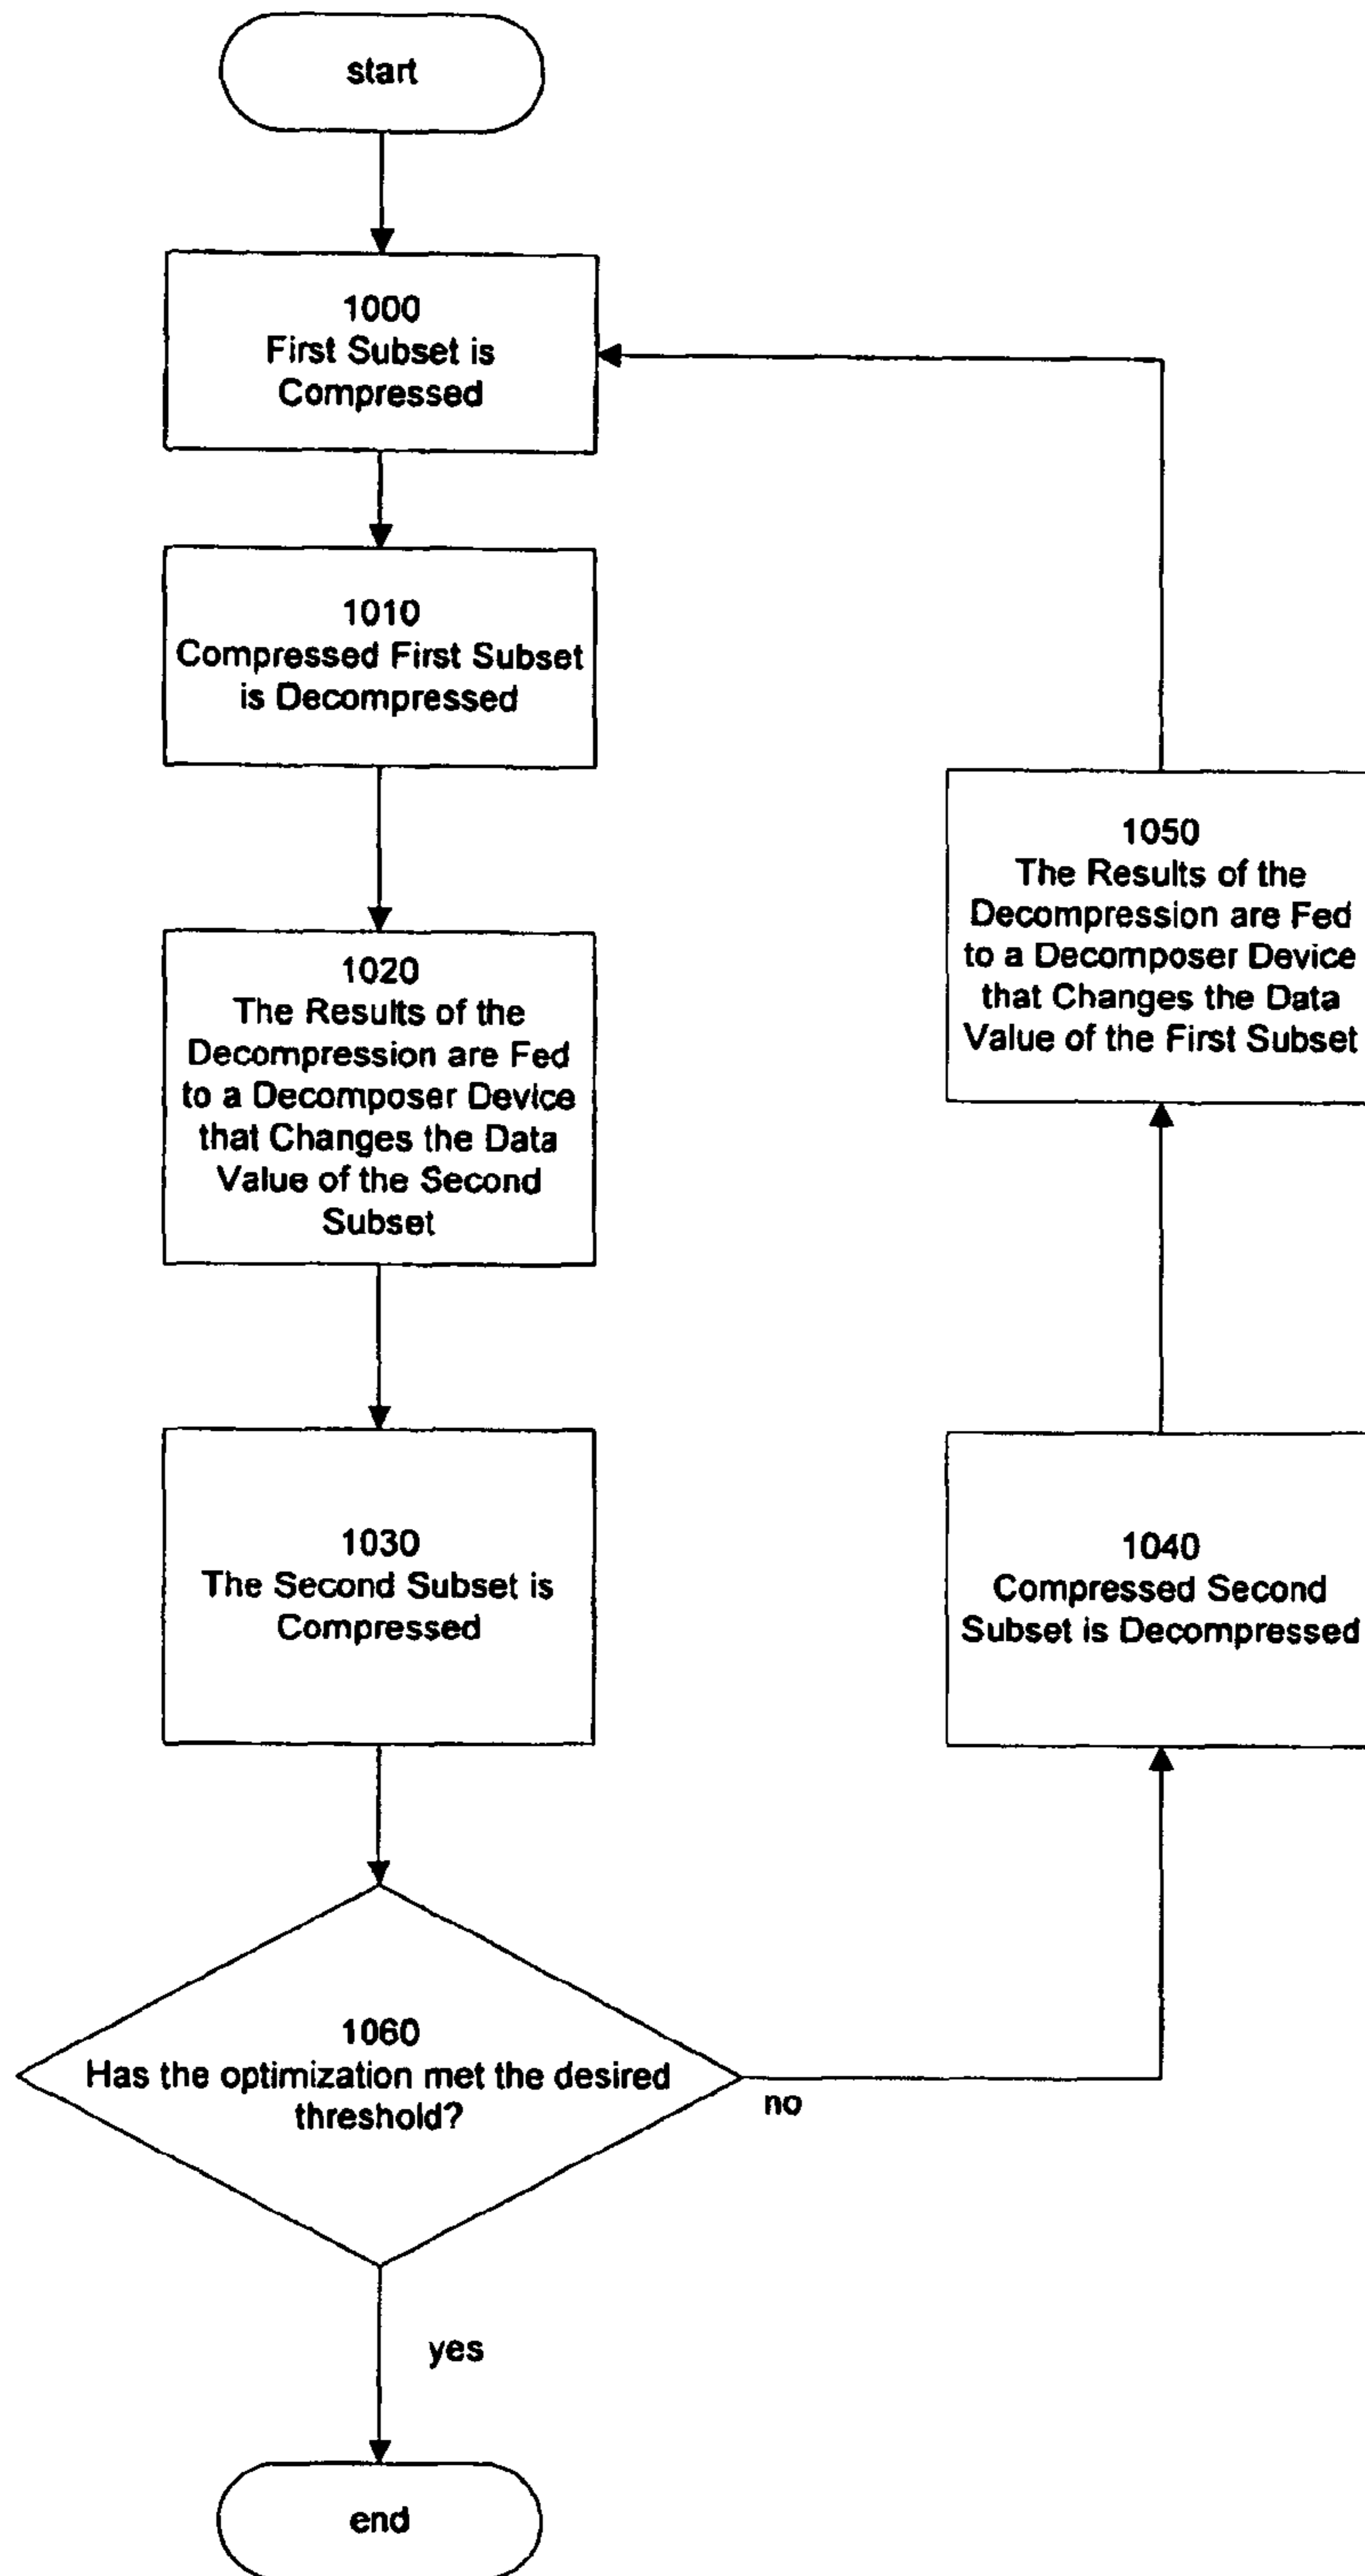 start
1000
First Subset is
Compressed
1010
Compressed First Subset
is Decompressed
1020
The Results of the
Decompression are Fed
to a Decomposer Device
that Changes the Data
Value of the Second
Subset
1030
The Second Subset is
Compressed
1060
Has the optimization met the desired
threshold?
no
yes
end
1040
Compressed Second
Subset is Decompressed
1050
The Results of the
Decompression are Fed
to a Decomposer Device
that Changes the Data
Value of the First Subset